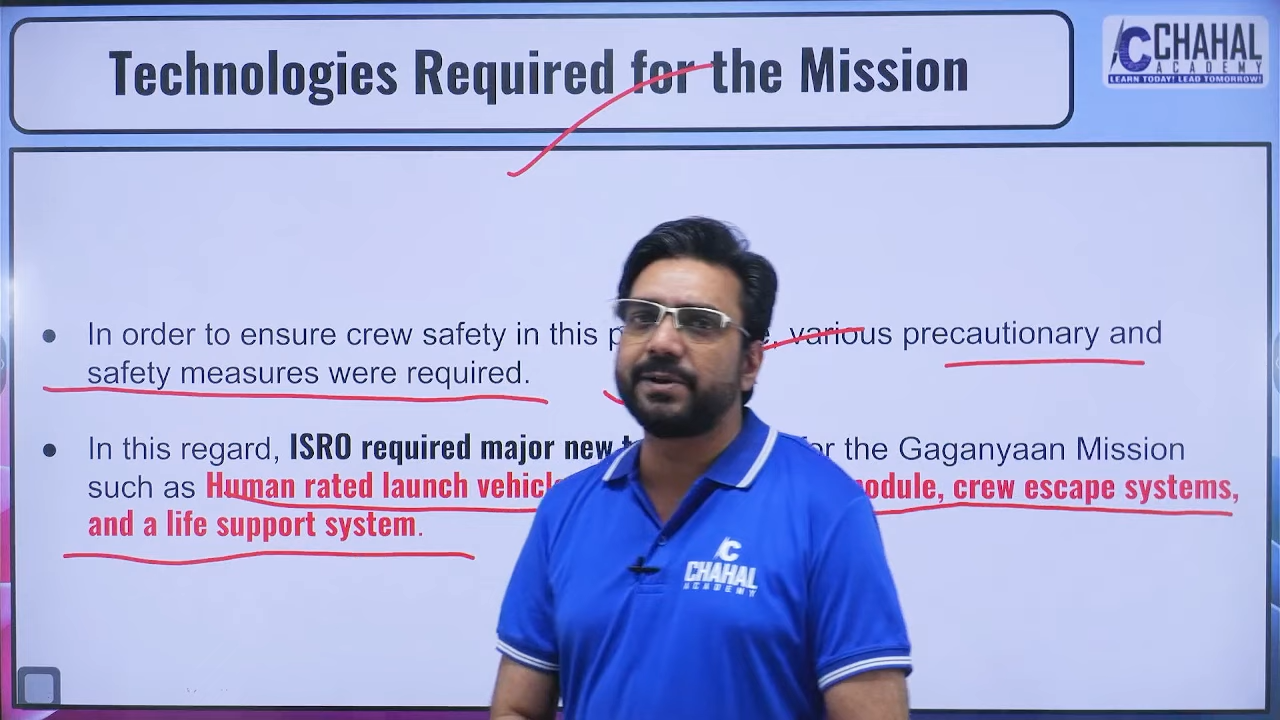 Technologies Required for the Mission
CHAHAL
ACADEMY
LEARN TODAY! LEAD TOMORROW!
In order to ensure crew safety in this various precautionary and
safety measures were required.
In this regard, ISRO required major new for the Gaganyaan Mission
such as Human rated launch vehicle module, crew escape systems,
and a life support system.
CHAHAL
ACADEMY